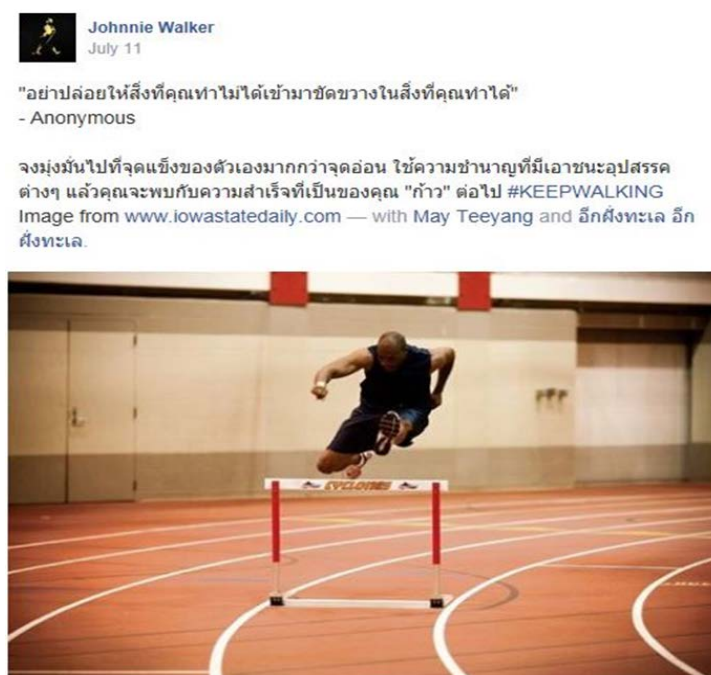 Johnnie Walker
July 11
"อย่าปล่อยให้สิ่งที่คุณทำไม่ได้เข้ามาขัดขวางในสิ่งที่คุณทำได้"
- Anonymous
จงมุ่งมั่นไปที่จุดแข็งของตัวเองมากกว่าจุดอ่อน ใช้ความชำนาญที่มีเอาชนะอุปสรรค
ต่างๆ แล้วคุณจะพบกับความสำเร็จที่เป็นของคุณ "ก้าว" ต่อไป #KEEPWALKING
Image from www.iowastatedaily.com — with May Teeyang and อีกฝั่งทะเล อีก
ฝั่งทะเล.
CYCLONES